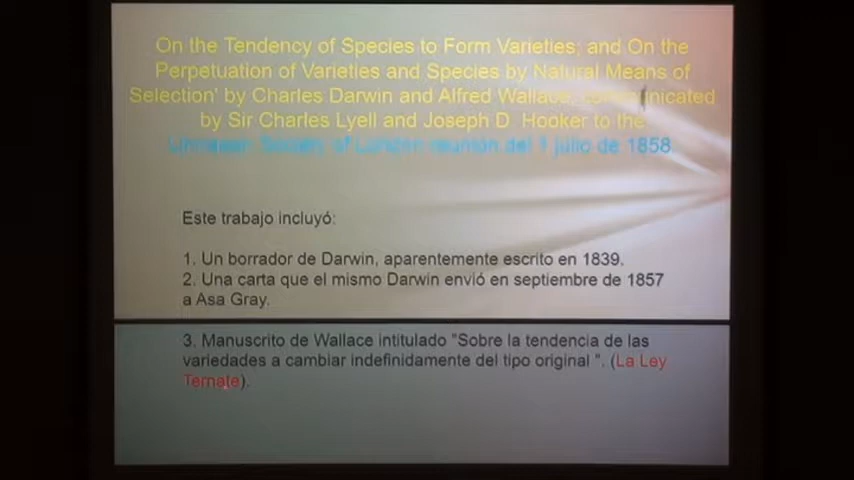 On the Tendency of Species to Form Varieties; and On the
Perpetuation of Varieties and Species by Natural Means of
Selection' by Charles Darwin and Alfred Wallace, communicated
by Sir Charles Lyell and Joseph D. Hooker to the
Linnaean Society of London reunión del 1 julio de 1858.
Este trabajo incluyó:
1. Un borrador de Darwin, aparentemente escrito en 1839.
2. Una carta que el mismo Darwin envió en septiembre de 1857
a Asa Gray.
3. Manuscrito de Wallace intitulado "Sobre la tendencia de las
variedades a cambiar indefinidamente del tipo original ". (La Ley
Ternate).